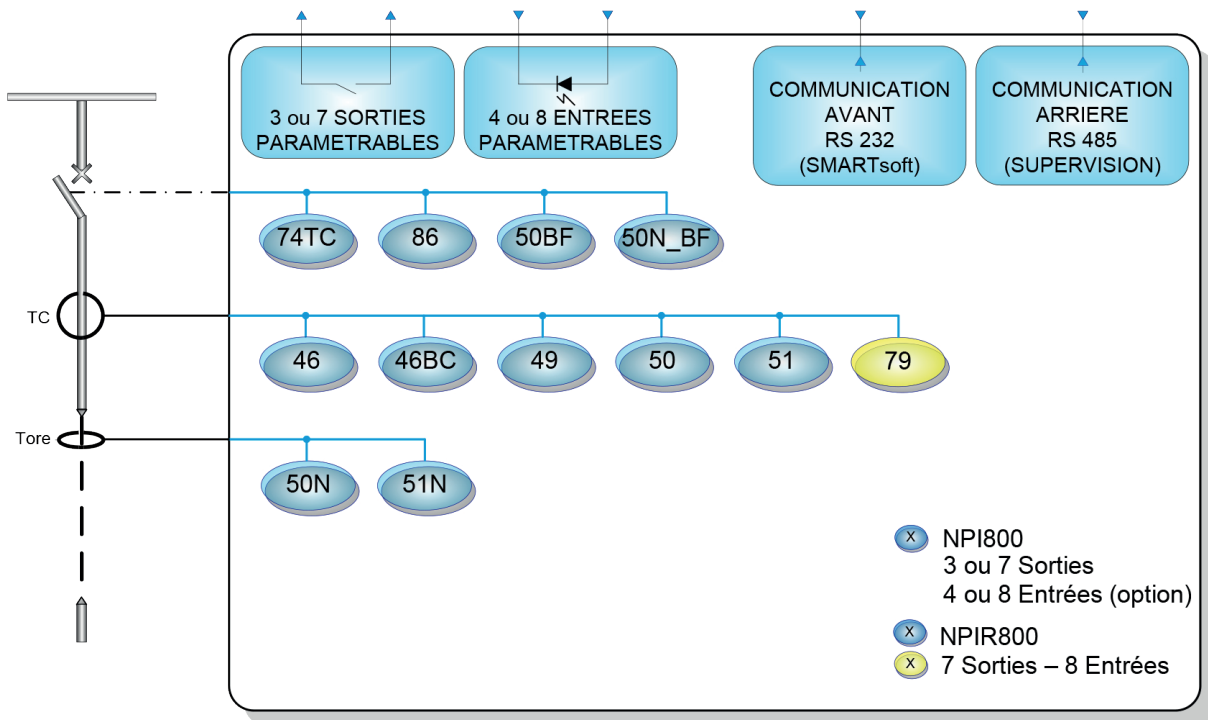 3 ou 7 SORTIES
PARAMETRABLES
4 ou 8 ENTREES
PARAMETRABLES
COMMUNICATION
AVANT
RS 232
(SMARTsoft)
COMMUNICATION
ARRIERE
RS 485
(SUPERVISION)
74TC
86
50BF
50N_BF
TC
46
46BC
49
50
51
79
Tore
50N
51N
X
NPI800
3 ou 7 Sorties
4 ou 8 Entrées (option)
X
NPIR800
X
7 Sorties – 8 Entrées